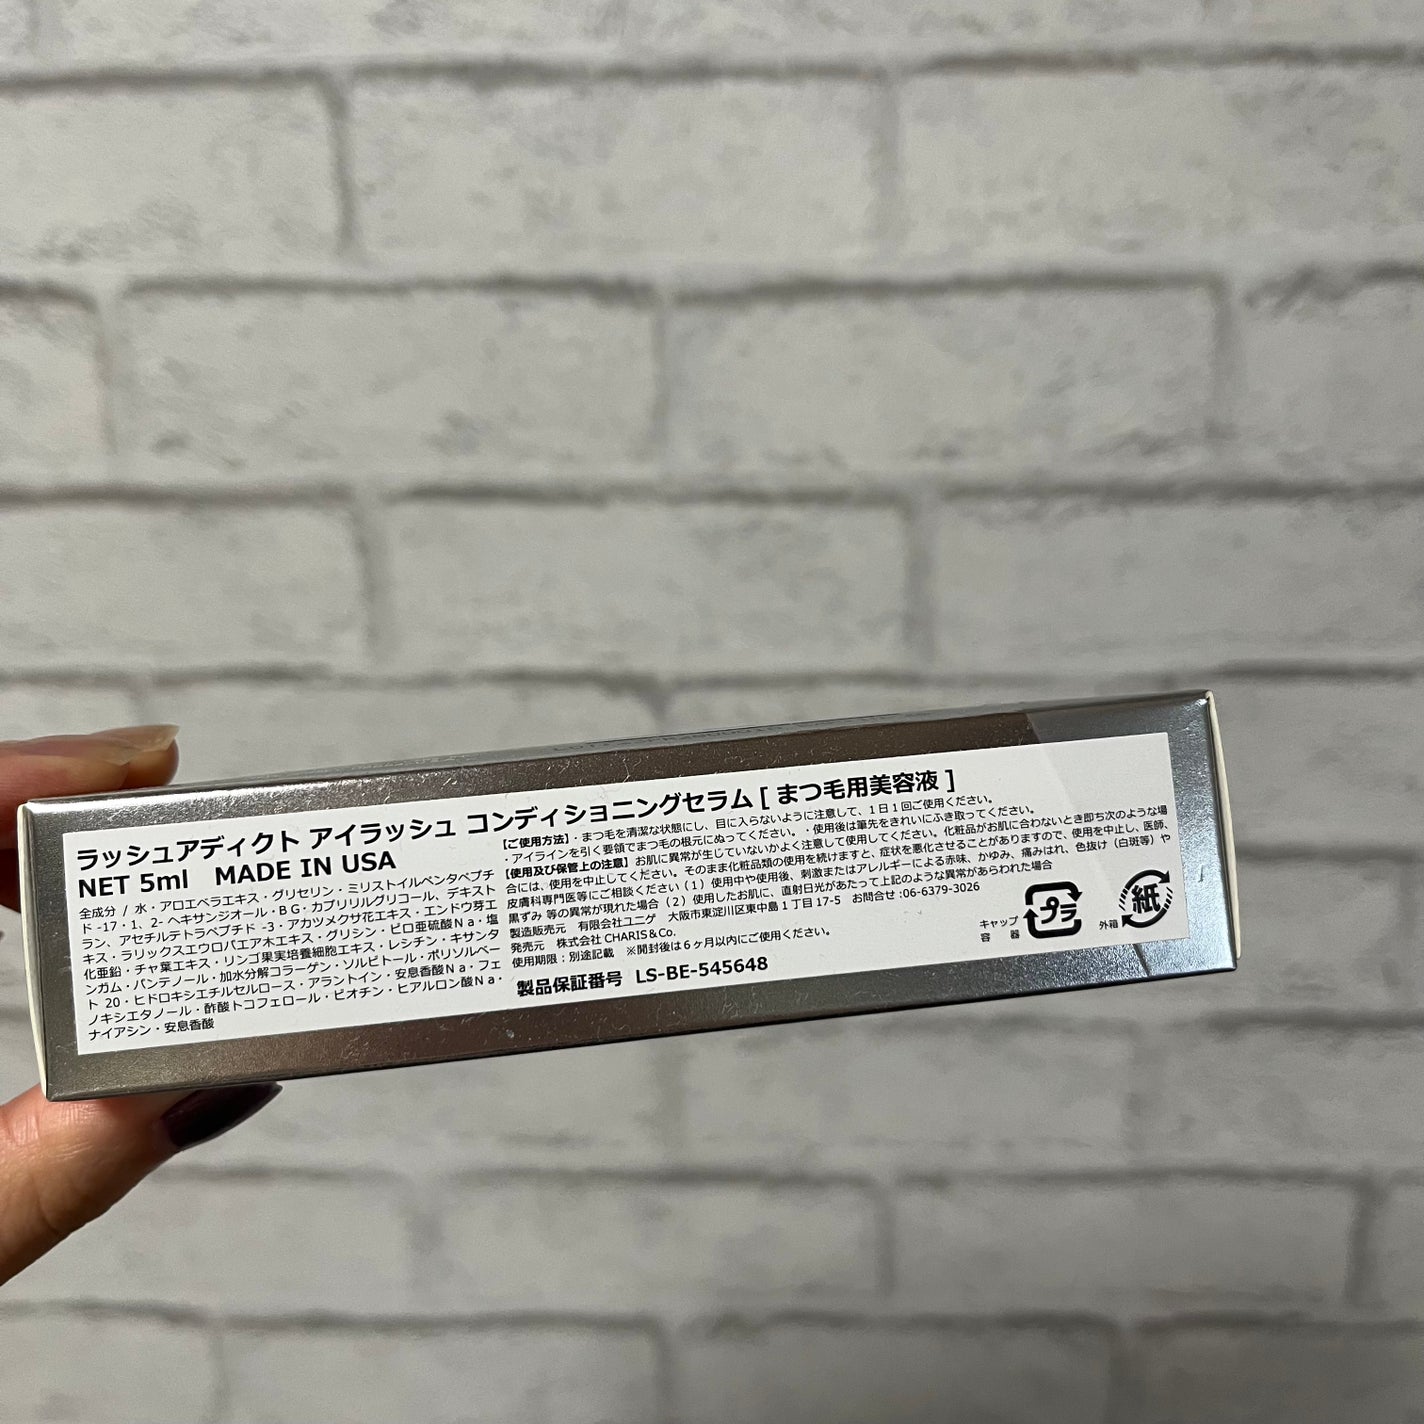 ラッシュアディクト アイラッシュ コンディショニングセラム [ まつ毛用美容液 ]
NET 5ml MADE IN USA
全成分 / 水・アロエベラエキス・グリセリン・ミリストイルペンタペプチ
ド -17・1、2- ヘキサンジオール・BG・カプリリルグリコール、デキスト
ラン、アセチルテトラペプチド -3・アカツメクサ花エキス・エンドウ芽エ
キス・ラリックスエウロパエア木エキス・グリシン・ピロ亜硫酸Na・塩
化亜鉛・チャ葉エキス・リンゴ果実培養細胞エキス・レシチン・キサンタ
ンガム・パンテノール・加水分解コラーゲン・ソルビトール・ポリソルベー
ト 20・ヒドロキシエチルセルロース・アラントイン・安息香酸Na・フェ
ノキシエタノール・酢酸トコフェロール・ビオチン・ヒアルロン酸Na・
ナイアシン・安息香酸
【ご使用方法】・まつ毛を清潔な状態にし、目に入らないように注意して、1日1回ご使用ください。
・アイラインを引く要領でまつ毛の根元にぬってください。・使用後は筆先をきれいにふき取ってください。
【使用及び保管上の注意】お肌に異常が生じていないかよく注意して使用してください。化粧品がお肌に合わないとき即ち次のような場
合には、使用を中止してください。そのまま化粧品類の使用を続けますと、症状を悪化させることがありますので、使用を中止し、医師、
皮膚科専門医等にご相談ください（1）使用中や使用後、刺激またはアレルギーによる赤味、かゆみ、痛みはれ、色抜け（白斑等）や
黒ずみ 等の異常が現れた場合（2）使用したお肌に、直射日光があたって上記のような異常があらわれた場合
製造販売元 有限会社ユニゲ 大阪市東淀川区東中島1丁目17-5 お問合せ:06-6379-3026
発売元 株式会社 CHARIS＆Co.
使用期限：別途記載 ※開封後は6ヶ月以内にご使用ください。
製品保証番号 LS-BE-545648
キャップ
容器
プラ
外箱
紙